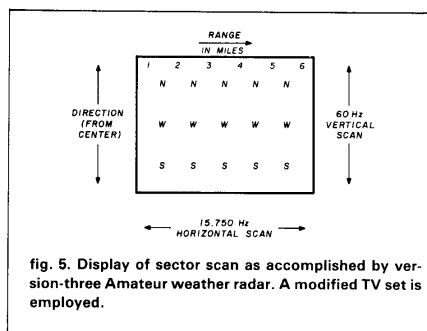 RANGE
IN MILES
1 2 3 4 5 6
N N N N N
DIRECTION
(FROM
CENTER)
W W W W W
60 Hz
VERTICAL
SCAN
S S S S S
15.750 Hz
HORIZONTAL SCAN
fig. 5. Display of sector scan as accomplished by ver-
sion-three Amateur weather radar. A modified TV set is
employed.